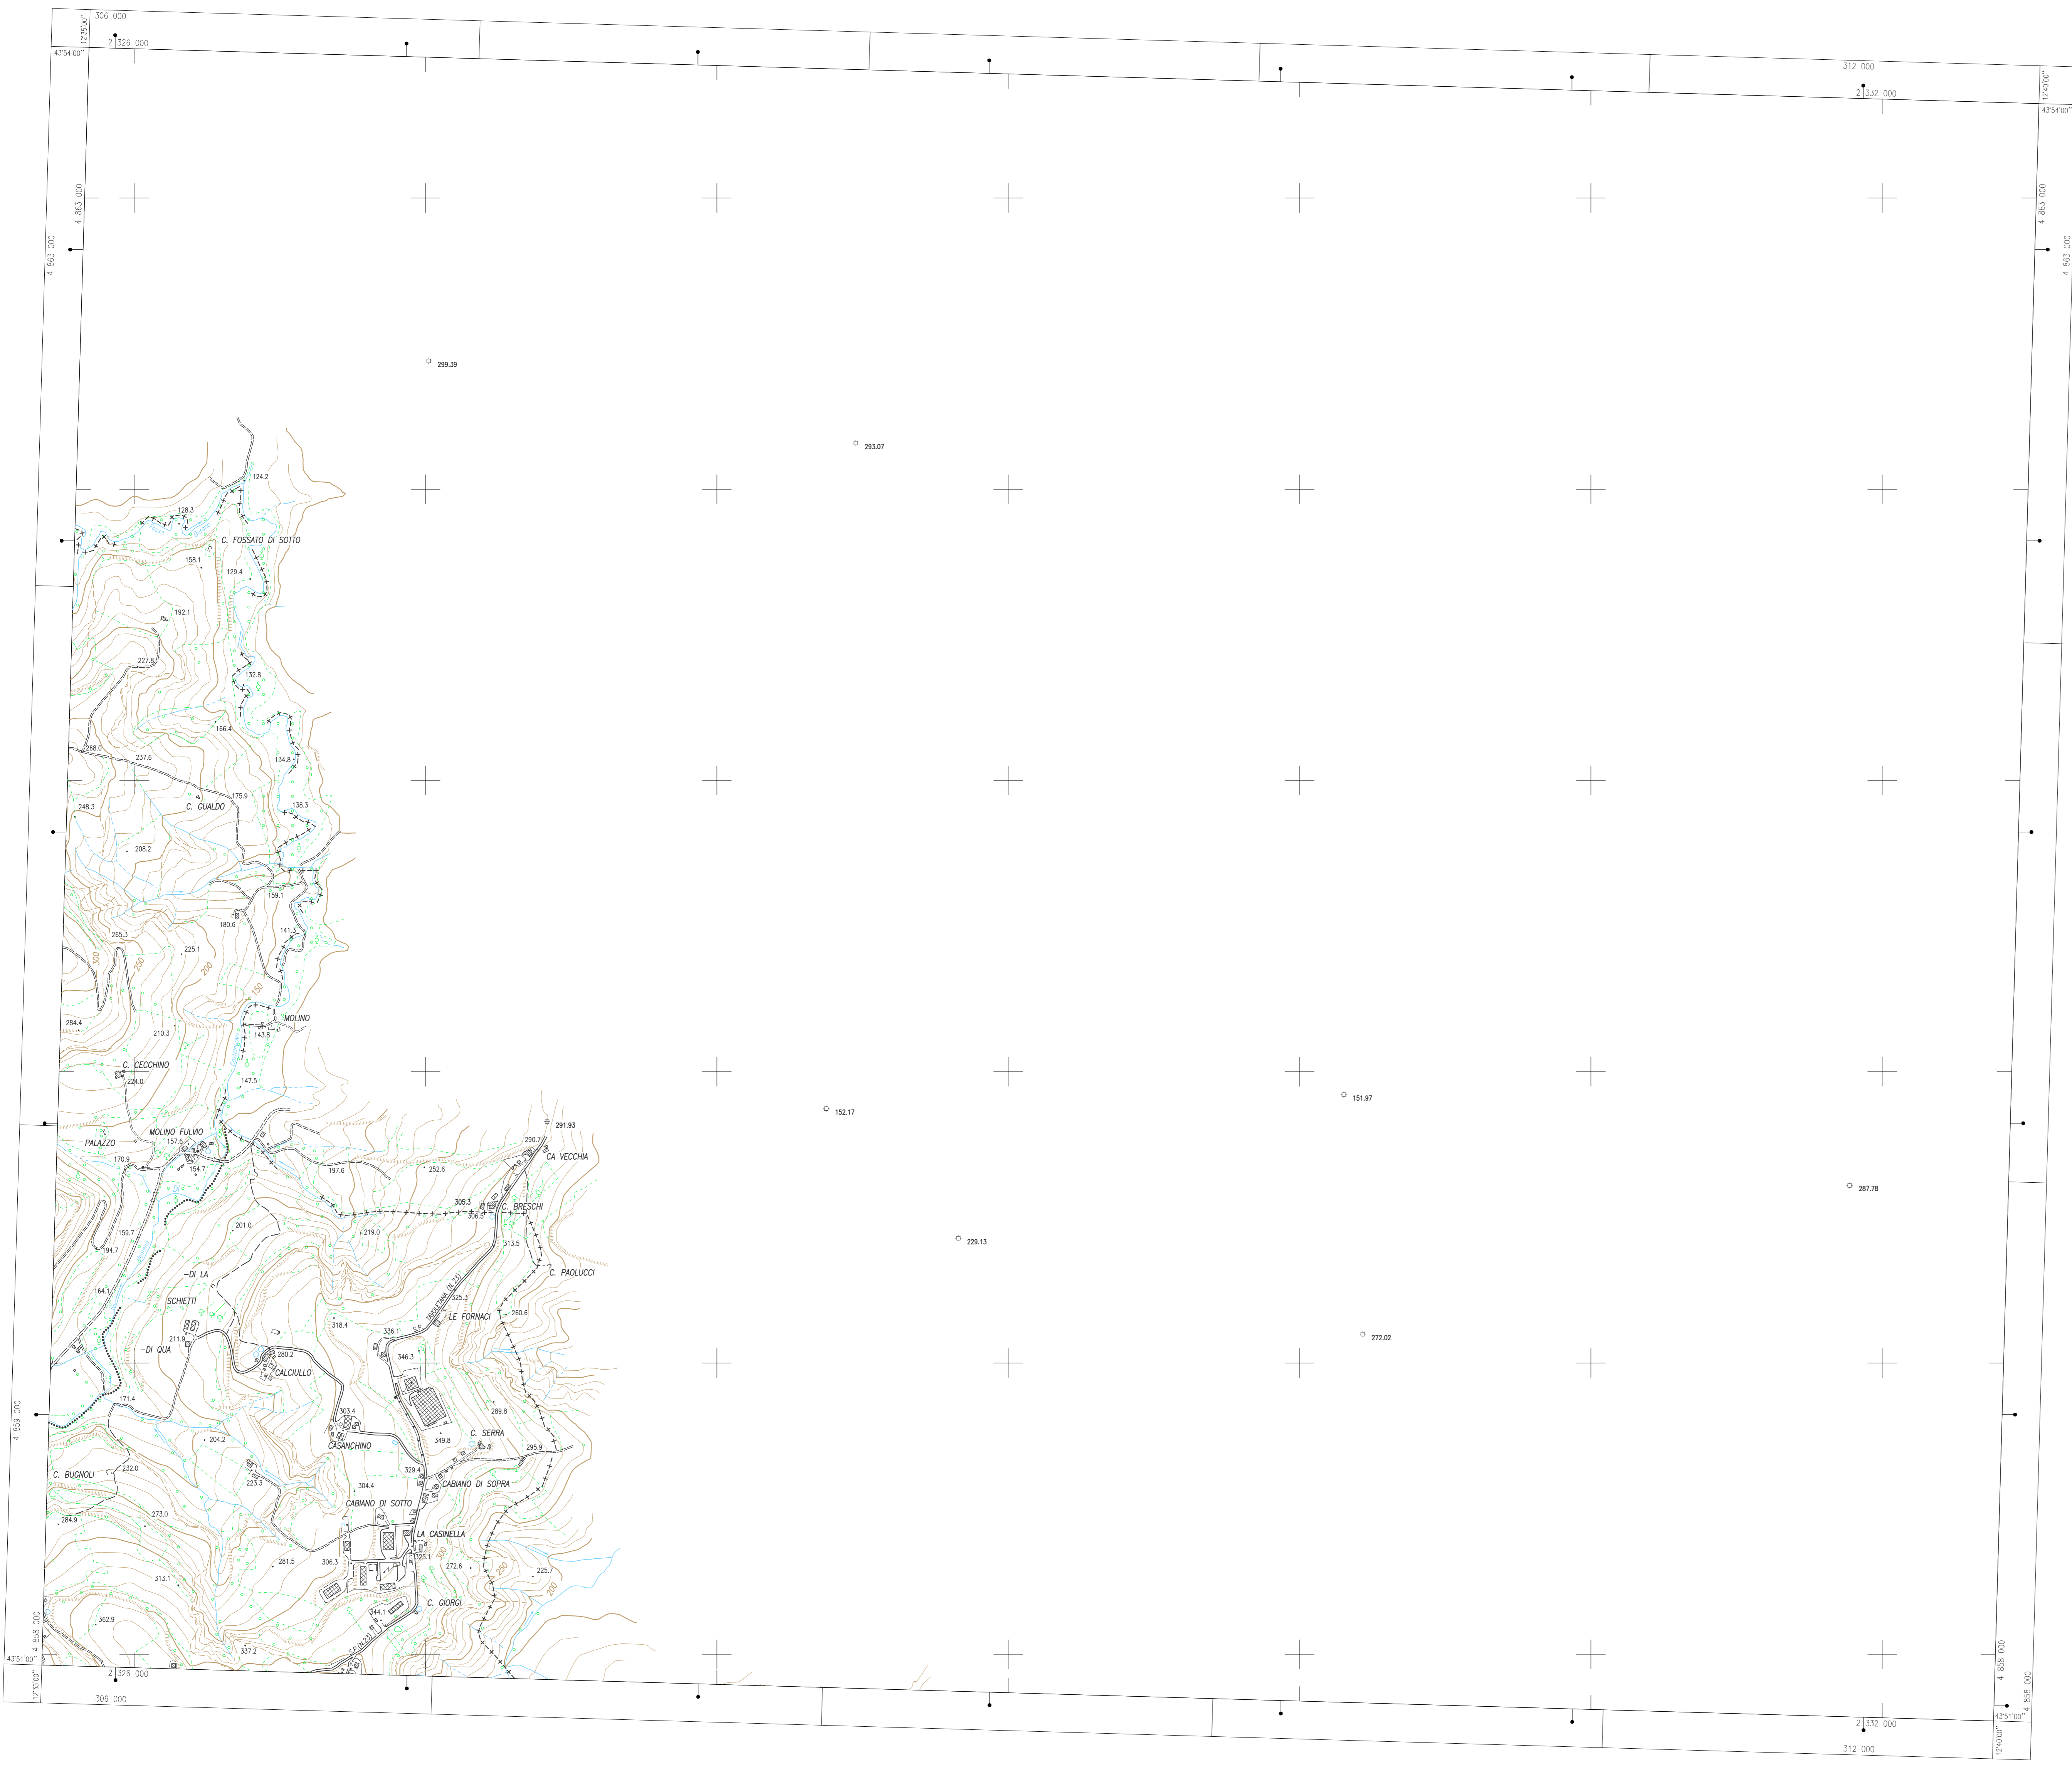 306 000
12°35'00"
2 326 000
43°54'00"
312 000
2 332 000
12°40'00"
43°54'00"
4 863 000
4 863 000
4 863 000
4 863 000
299.39
293.07
124.2
128.3
C. FOSSATO DI SOTTO
158.1
129.4
192.1
227.8
132.8
166.4
268.0
237.6
134.8
175.9
248.3
C. GUALDO
138.3
208.2
159.1
180.6
141.3
265.3
225.1
300
250
200
150
MOLINO
284.4
210.3
143.8
C. CECCHINO
224.0
147.5
152.17
151.97
291.93
MOLINO FULVIO
157.6
PALAZZO
290.7
CA VECCHIA
170.9
154.7
197.6
252.6
287.78
305.3
C. BRESCHI
306.5
201.0
159.7
219.0
229.13
194.7
313.5
-DI LA
C. PAOLUCCI
164.1
SCHIETTI
325.3
S.P. TAVOLETANA (N.23)
260.6
LE FORNACI
318.4
336.1
272.02
211.9
-DI QUA
280.2
346.3
CALCIULLO
171.4
303.4
289.8
204.2
349.8
C. SERRA
CASANCHINO
295.9
4 859 000
C. BUGNOLI
232.0
329.4
223.3
304.4
CABIANO DI SOPRA
CABIANO DI SOTTO
284.9
273.0
LA CASINELLA
281.5
306.3
325.1
300
272.6
250
225.7
313.1
200
C. GIORGI
362.9
344.1
337.2
S.P.(N.23)
4 858 000
43°51'00"
12°35'00"
2 326 000
306 000
4 858 000
4 858 000
43°51'00"
2 332 000
12°40'00"
312 000